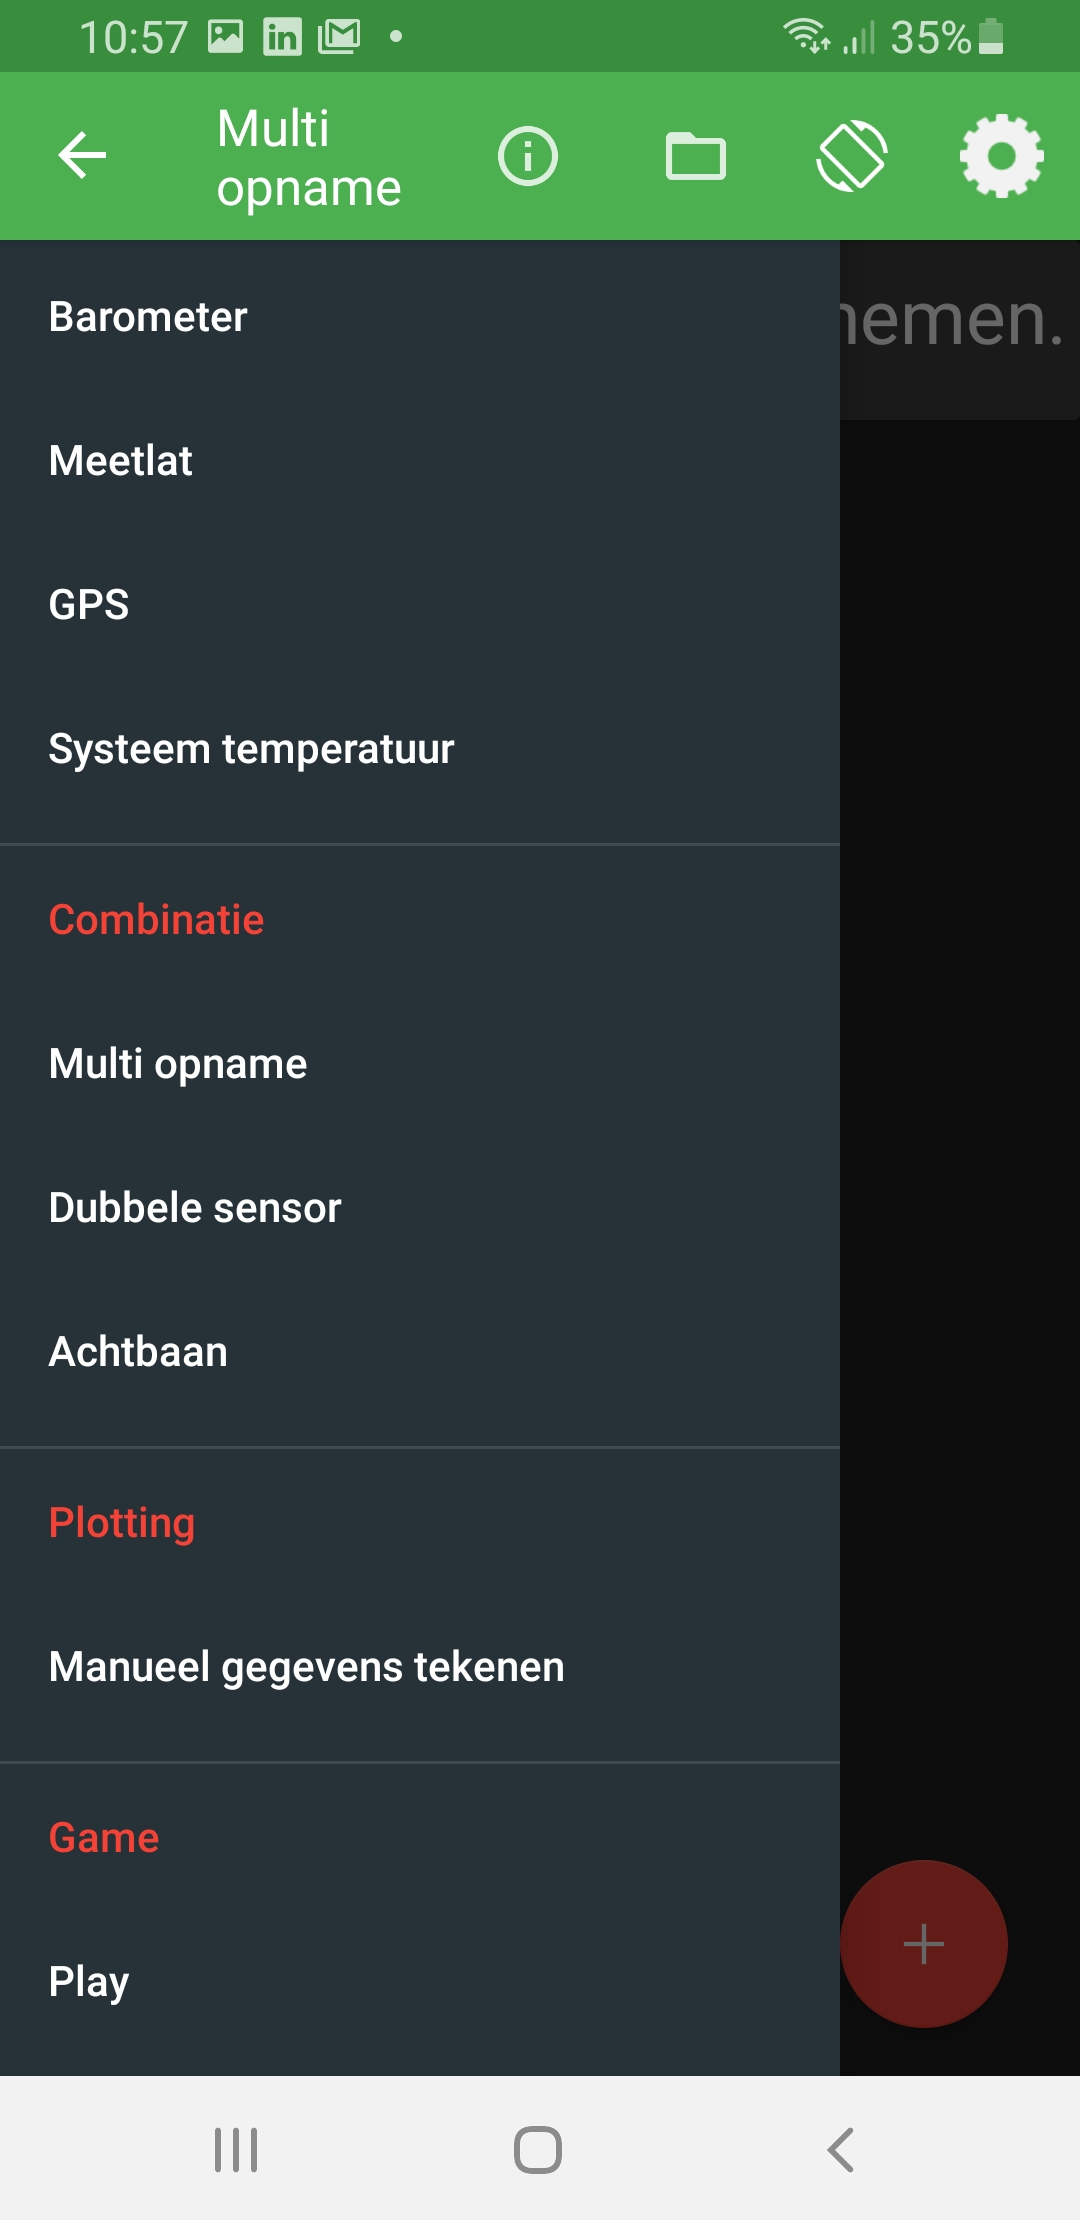 10:57
35%
Multi
opname
Barometer
Meetlat
GPS
Systeem temperatuur
Combinatie
Multi opname
Dubbele sensor
Achtbaan
Plotting
Manueel gegevens tekenen
Game
Play